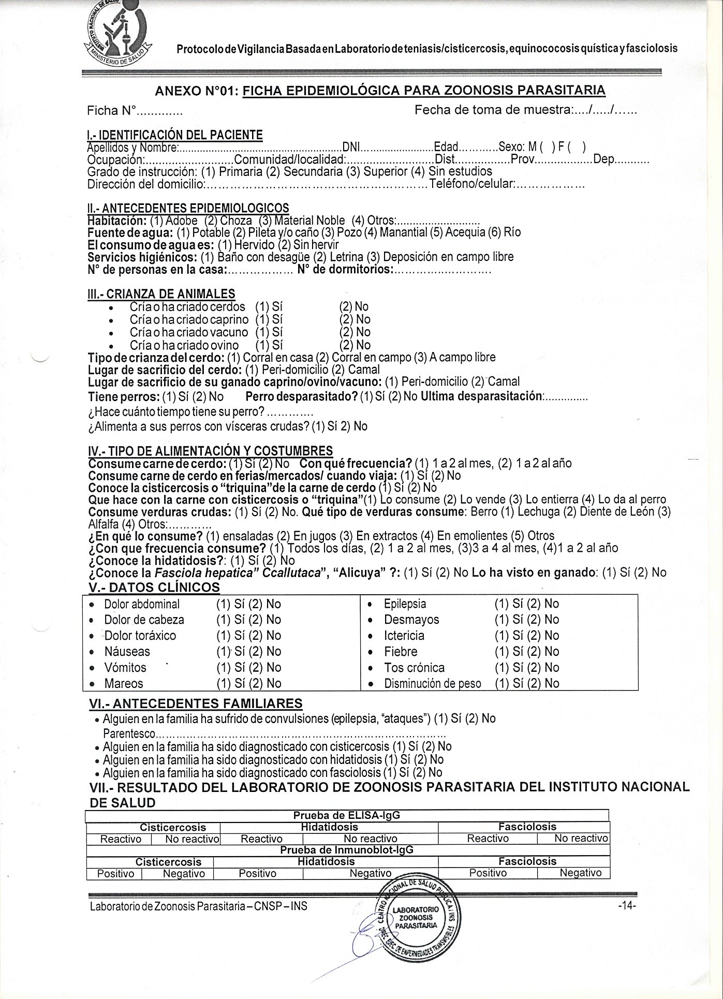 INSTITUTO NACIONAL DE SALUD
MINISTERIO DE SALUD
Protocolo de Vigilancia Basada en Laboratorio de teniasis/cisticercosis, equinococosis quística y fasciolosis
ANEXO N°01: FICHA EPIDEMIOLÓGICA PARA ZOONOSIS PARASITARIA
Ficha N°............. Fecha de toma de muestra:..../...../......
I.- IDENTIFICACIÓN DEL PACIENTE
Apellidos y Nombre:.....................................................DNI........................Edad............Sexo: M ( ) F ( )
Ocupación:............................Comunidad/localidad:............................Dist..................Prov...................Dep...........
Grado de instrucción: (1) Primaria (2) Secundaria (3) Superior (4) Sin estudios
Dirección del domicilio:................................................................Teléfono/celular:....................
II.- ANTECEDENTES EPIDEMIOLOGICOS
Habitación: (1) Adobe (2) Choza (3) Material Noble (4) Otros:...........................
Fuente de agua: (1) Potable (2) Pileta y/o caño (3) Pozo (4) Manantial (5) Acequia (6) Río
El consumo de agua es: (1) Hervido (2) Sin hervir
Servicios higiénicos: (1) Baño con desagüe (2) Letrina (3) Deposición en campo libre
N° de personas en la casa:................... N° de dormitorios:............................
III.- CRIANZA DE ANIMALES
• Cría o ha criado cerdos (1) Sí (2) No
• Cría o ha criado caprino (1) Sí (2) No
• Cría o ha criado vacuno (1) Sí (2) No
• Cría o ha criado ovino (1) Sí (2) No
Tipo de crianza del cerdo: (1) Corral en casa (2) Corral en campo (3) A campo libre
Lugar de sacrificio del cerdo: (1) Peri-domicilio (2) Camal
Lugar de sacrificio de su ganado caprino/ovino/vacuno: (1) Peri-domicilio (2) Camal
Tiene perros: (1) Sí (2) No Perro desparasitado? (1) Sí (2) No Ultima desparasitación:..............
¿Hace cuánto tiempo tiene su perro? .............
¿Alimenta a sus perros con vísceras crudas? (1) Sí 2) No
IV.- TIPO DE ALIMENTACIÓN Y COSTUMBRES
Consume carne de cerdo: (1) Sí (2) No Con qué frecuencia? (1) 1 a 2 al mes, (2) 1 a 2 al año
Consume carne de cerdo en ferias/mercados/ cuando viaja: (1) Sí (2) No
Conoce la cisticercosis o “triquina”de la carne de cerdo (1) Sí (2) No
Que hace con la carne con cisticercosis o “triquina”(1) Lo consume (2) Lo vende (3) Lo entierra (4) Lo da al perro
Consume verduras crudas: (1) Sí (2) No. Qué tipo de verduras consume: Berro (1) Lechuga (2) Diente de León (3)
Alfalfa (4) Otros:............
¿En qué lo consume? (1) ensaladas (2) En jugos (3) En extractos (4) En emolientes (5) Otros
¿Con que frecuencia consume? (1) Todos los días, (2) 1 a 2 al mes, (3)3 a 4 al mes, (4)1 a 2 al año
¿Conoce la hidatidosis?: (1) Sí (2) No
¿Conoce la Fasciola hepatica” Ccallutaca”, “Alicuya” ?: (1) Sí (2) No Lo ha visto en ganado: (1) Sí (2) No
V.- DATOS CLÍNICOS
• Dolor abdominal (1) Sí (2) No • Epilepsia (1) Sí (2) No
• Dolor de cabeza (1) Sí (2) No • Desmayos (1) Sí (2) No
• Dolor toráxico (1) Sí (2) No • Ictericia (1) Sí (2) No
• Náuseas (1) Sí (2) No • Fiebre (1) Sí (2) No
• Vómitos (1) Sí (2) No • Tos crónica (1) Sí (2) No
• Mareos (1) Sí (2) No • Disminución de peso (1) Sí (2) No
VI.- ANTECEDENTES FAMILIARES
• Alguien en la familia ha sufrido de convulsiones (epilepsia, “ataques”) (1) Sí (2) No
Parentesco......................................................................................
• Alguien en la familia ha sido diagnosticado con cisticercosis (1) Sí (2) No
• Alguien en la familia ha sido diagnosticado con hidatidosis (1) Sí (2) No
• Alguien en la familia ha sido diagnosticado con fasciolosis (1) Sí (2) No
VII.- RESULTADO DEL LABORATORIO DE ZOONOSIS PARASITARIA DEL INSTITUTO NACIONAL
DE SALUD
Prueba de ELISA-IgG
Cisticercosis Hidatidosis Fasciolosis
Reactivo No reactivo Reactivo No reactivo Reactivo No reactivo
Prueba de Inmunoblot-IgG
Cisticercosis Hidatidosis Fasciolosis
Positivo Negativo Positivo Negativo Positivo Negativo
Laboratorio de Zoonosis Parasitaria – CNSP – INS -14-
CENTRO NACIONAL DE SALUD PUBLICA / INS
LABORATORIO
ZOONOSIS
PARASITARIA
DIREC. EJEC. DE ENFERMEDADES TRANSMISIBLES